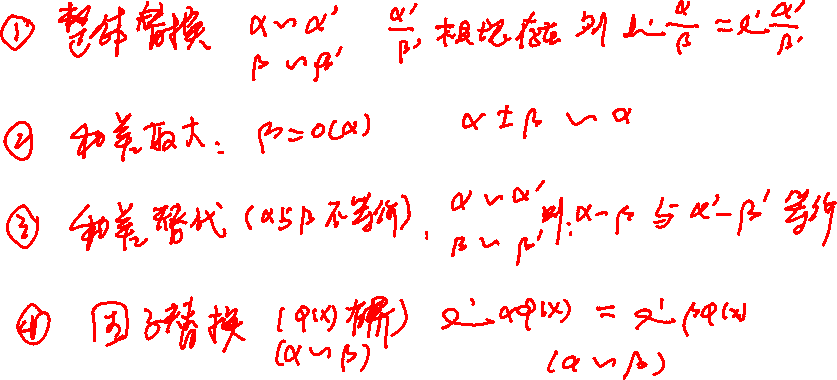 ① 整体替换 α∽α′ α′/β′ 极限存在 则 lim α/β = lim α′/β′
β∽β′
② 和差取大: β=o(α) α±β ∽ α
③ 和差替代 (α与β不等价), α∽α′ 则: α-β 与 α′-β′ 等价
β∽β′
④ 因子替换 (φ(x)有界) lim αφ(x) = lim βφ(x)
(α∽β) (α∽β)